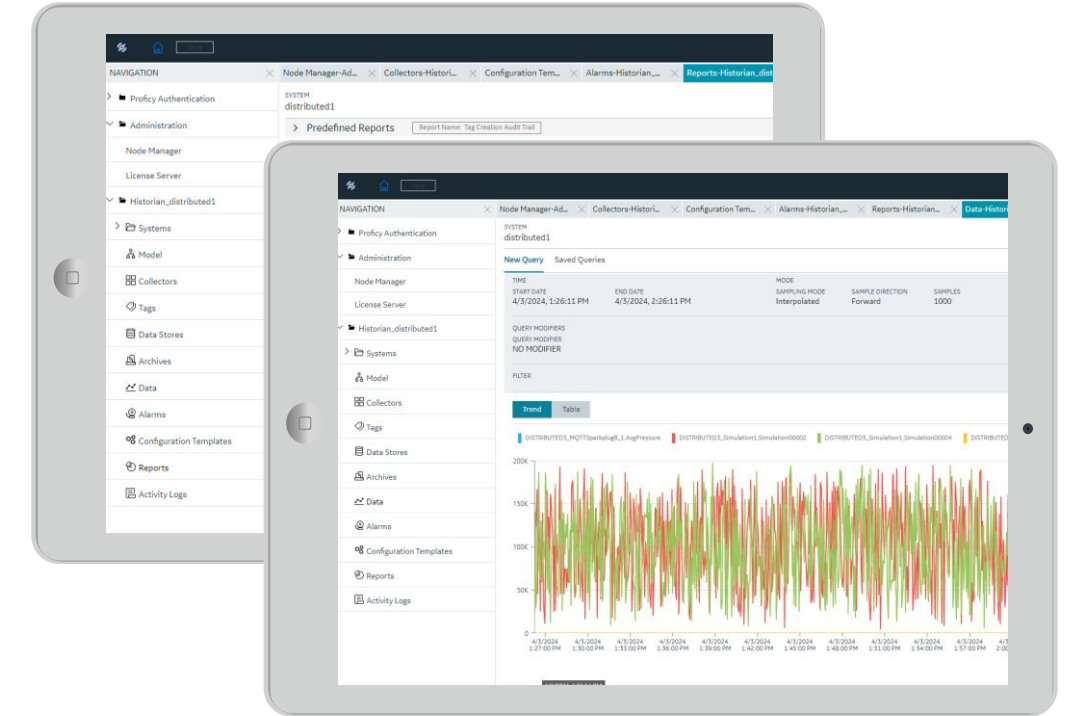 NAVIGATION
Node Manager-Ad...
Collectors-Histori...
Configuration Tem...
Alarms-Historian_...
Reports-Historian_dist
Proficy Authentication
Administration
Node Manager
License Server
Historian_distributed1
Systems
Model
Collectors
Tags
Data Stores
Archives
Data
Alarms
Configuration Templates
Reports
Activity Logs
SYSTEM
distributed1
Predefined Reports
Report Name: Tag Creation Audit Trail
NAVIGATION
Node Manager-Ad...
Collectors-Histori...
Configuration Tem...
Alarms-Historian_...
Reports-Historian...
Data-Histori
Proficy Authentication
Administration
Node Manager
License Server
Historian_distributed1
Systems
Model
Collectors
Tags
Data Stores
Archives
Data
Alarms
Configuration Templates
Reports
Activity Logs
SYSTEM
distributed1
New Query Saved Queries
TIME MODE
START DATE END DATE SAMPLING MODE SAMPLE DIRECTION SAMPLES
4/3/2024, 1:26:11 PM 4/3/2024, 2:26:11 PM Interpolated Forward 1000
QUERY MODIFIERS
QUERY MODIFIER
NO MODIFIER
FILTER
Trend Table
DISTRIBUTED3_MQTTSparkplugB_1.AvgPressure DISTRIBUTED3_Simulation1.Simulation00002 DISTRIBUTED3_Simulation1.Simulation00004 DISTRIBUTED
200K
150K
100K
50K
0
4/3/2024 4/3/2024 4/3/2024 4/3/2024 4/3/2024 4/3/2024 4/3/2024 4/3/2024 4/3/2024 4/3/2024 4/3/2024 4/3
1:27:00 PM 1:30:00 PM 1:33:00 PM 1:36:00 PM 1:39:00 PM 1:42:00 PM 1:45:00 PM 1:48:00 PM 1:51:00 PM 1:54:00 PM 1:57:00 PM 2:00